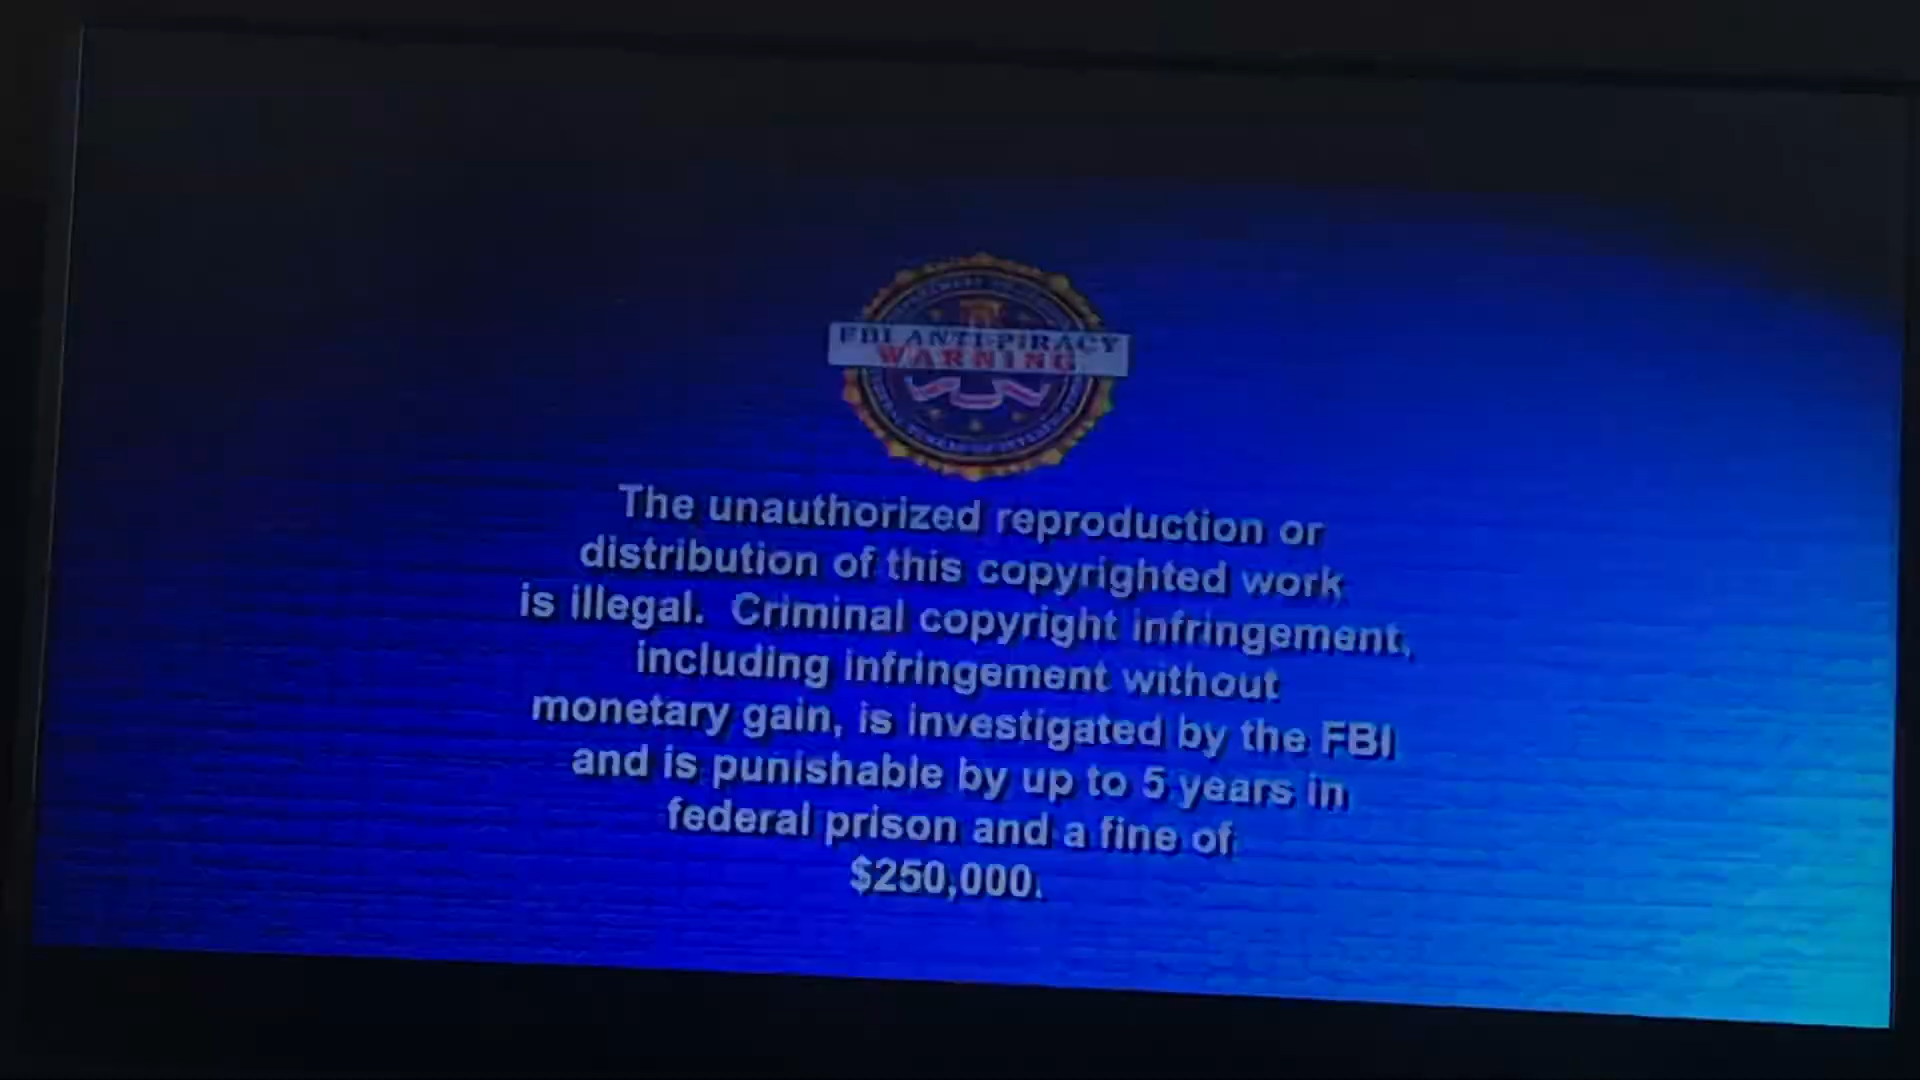 FBI ANTI-PIRACY
WARNING
The unauthorized reproduction or
distribution of this copyrighted work
is illegal. Criminal copyright infringement,
including infringement without
monetary gain, is investigated by the FBI
and is punishable by up to 5 years in
federal prison and a fine of
$250,000.